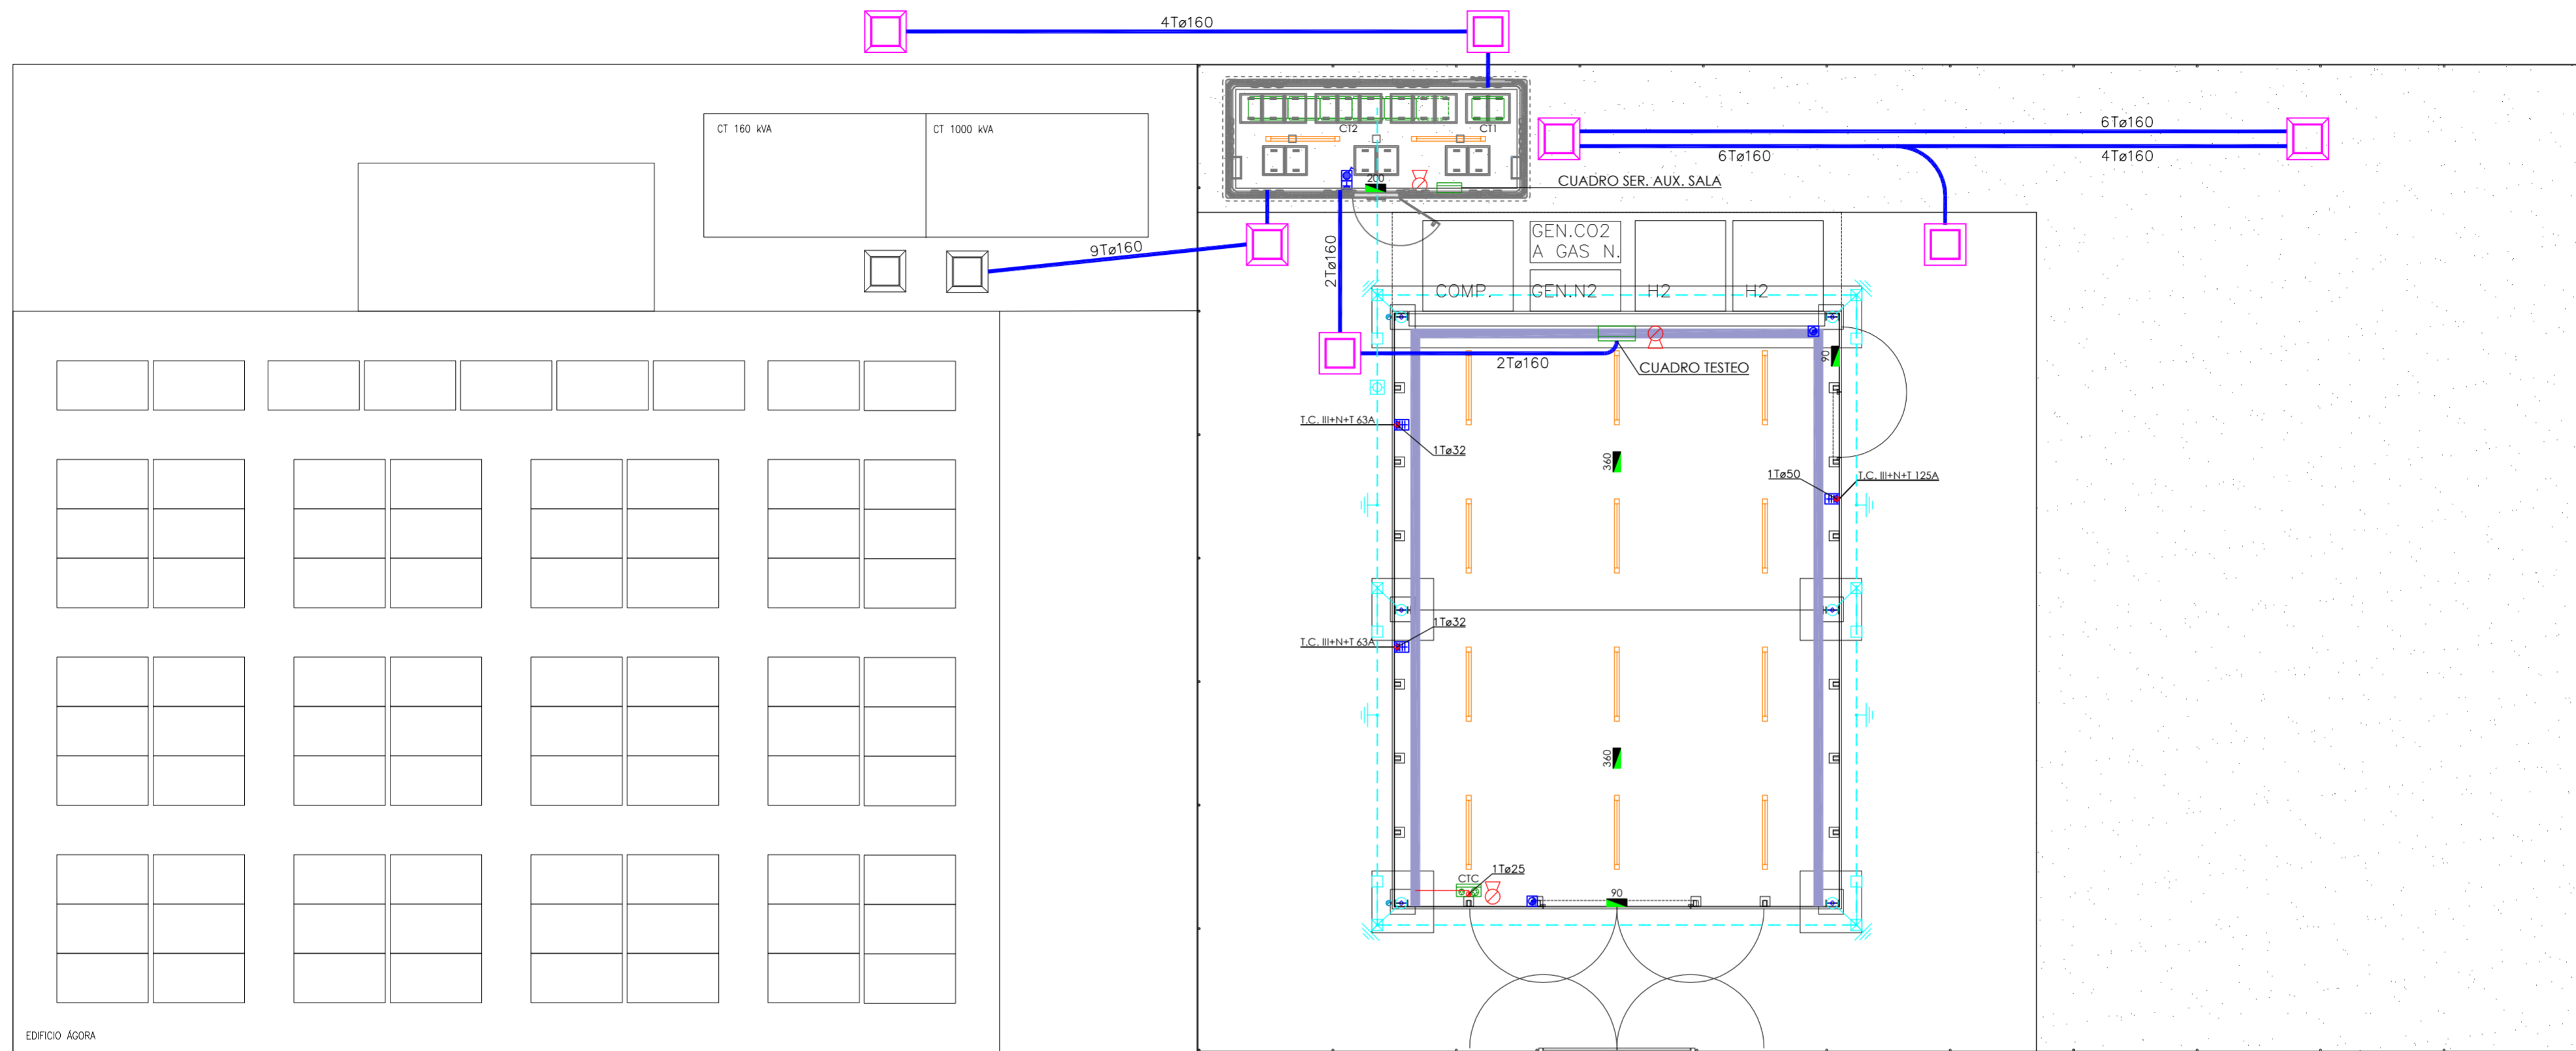 4Tø160
CT 160 kVA
CT 1000 kVA
CT2
CT1
200
6Tø160
6Tø160
4Tø160
CUADRO SER. AUX. SALA
9Tø160
2Tø160
GEN.CO2
A GAS N.
COMP.
GEN.N2
H2
H2
2Tø160
CUADRO TESTEO
90
T.C. III+N+T 63A
1Tø32
360
1Tø50
T.C. III+N+T 125A
1Tø32
T.C. III+N+T 63A
360
CTC
1Tø25
90
EDIFICIO ÁGORA